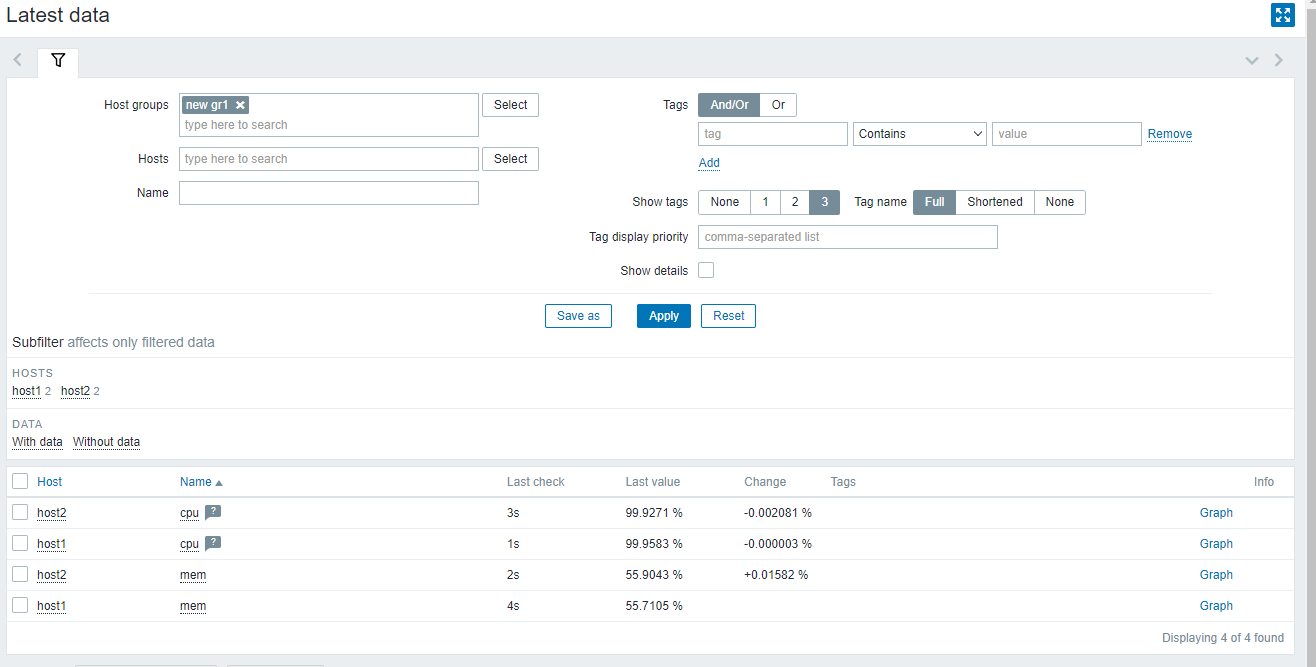 Latest data
Host groups new gr1 type here to search Select
Hosts type here to search Select
Name
Tags And/Or Or
tag Contains value Remove
Add
Show tags None 1 2 3 Tag name Full Shortened None
Tag display priority comma-separated list
Show details
Save as Apply Reset
Subfilter affects only filtered data
HOSTS
host1 2 host2 2
DATA
With data Without data
Host Name Last check Last value Change Tags Info
host2 cpu ? 3s 99.9271 % -0.002081 % Graph
host1 cpu ? 1s 99.9583 % -0.000003 % Graph
host2 mem 2s 55.9043 % +0.01582 % Graph
host1 mem 4s 55.7105 % Graph
Displaying 4 of 4 found